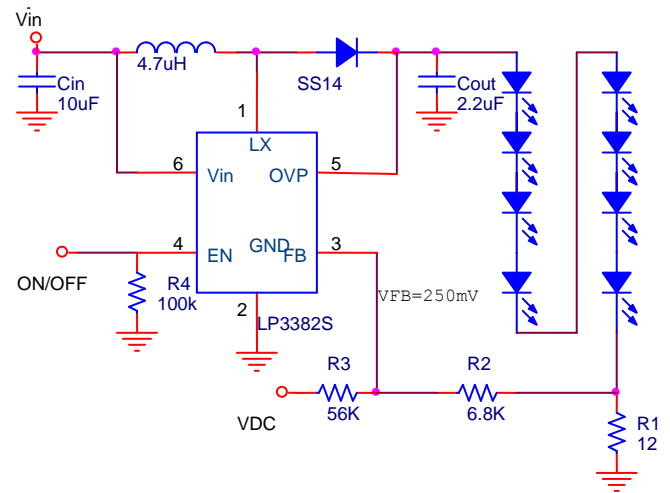 Vin
4.7uH
SS14
Cin
10uF
Cout
2.2uF
1
LX
6
Vin
OVP
5
4
EN
GND
FB
3
ON/OFF
R4
100k
2
LP3382S
VFB=250mV
R3
56K
R2
6.8K
VDC
R1
12